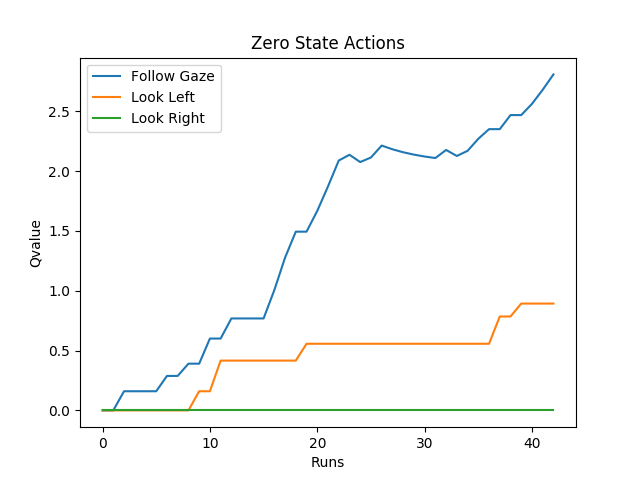 Zero State Actions
Follow Gaze
Look Left
Look Right
Qvalue
2.5
2.0
1.5
1.0
0.5
0.0
0 10 20 30 40
Runs